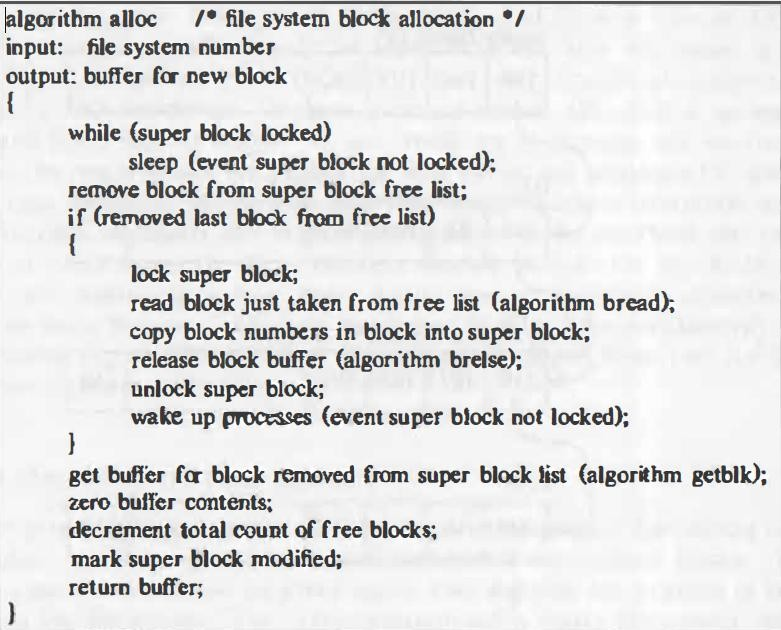 algorithm alloc /* file system block allocation */
input: file system number
output: buffer for new block
{
while (super block locked)
sleep (event super block not locked);
remove block from super block free list;
if (removed last block from free list)
{
lock super block;
read block just taken from free list (algorithm bread);
copy block numbers in block into super block;
release block buffer (algorithm brelse);
unlock super block;
wake up processes (event super block not locked);
}
get buffer for block removed from super block list (algorithm getblk);
zero buffer contents;
decrement total count of free blocks;
mark super block modified;
return buffer;
}